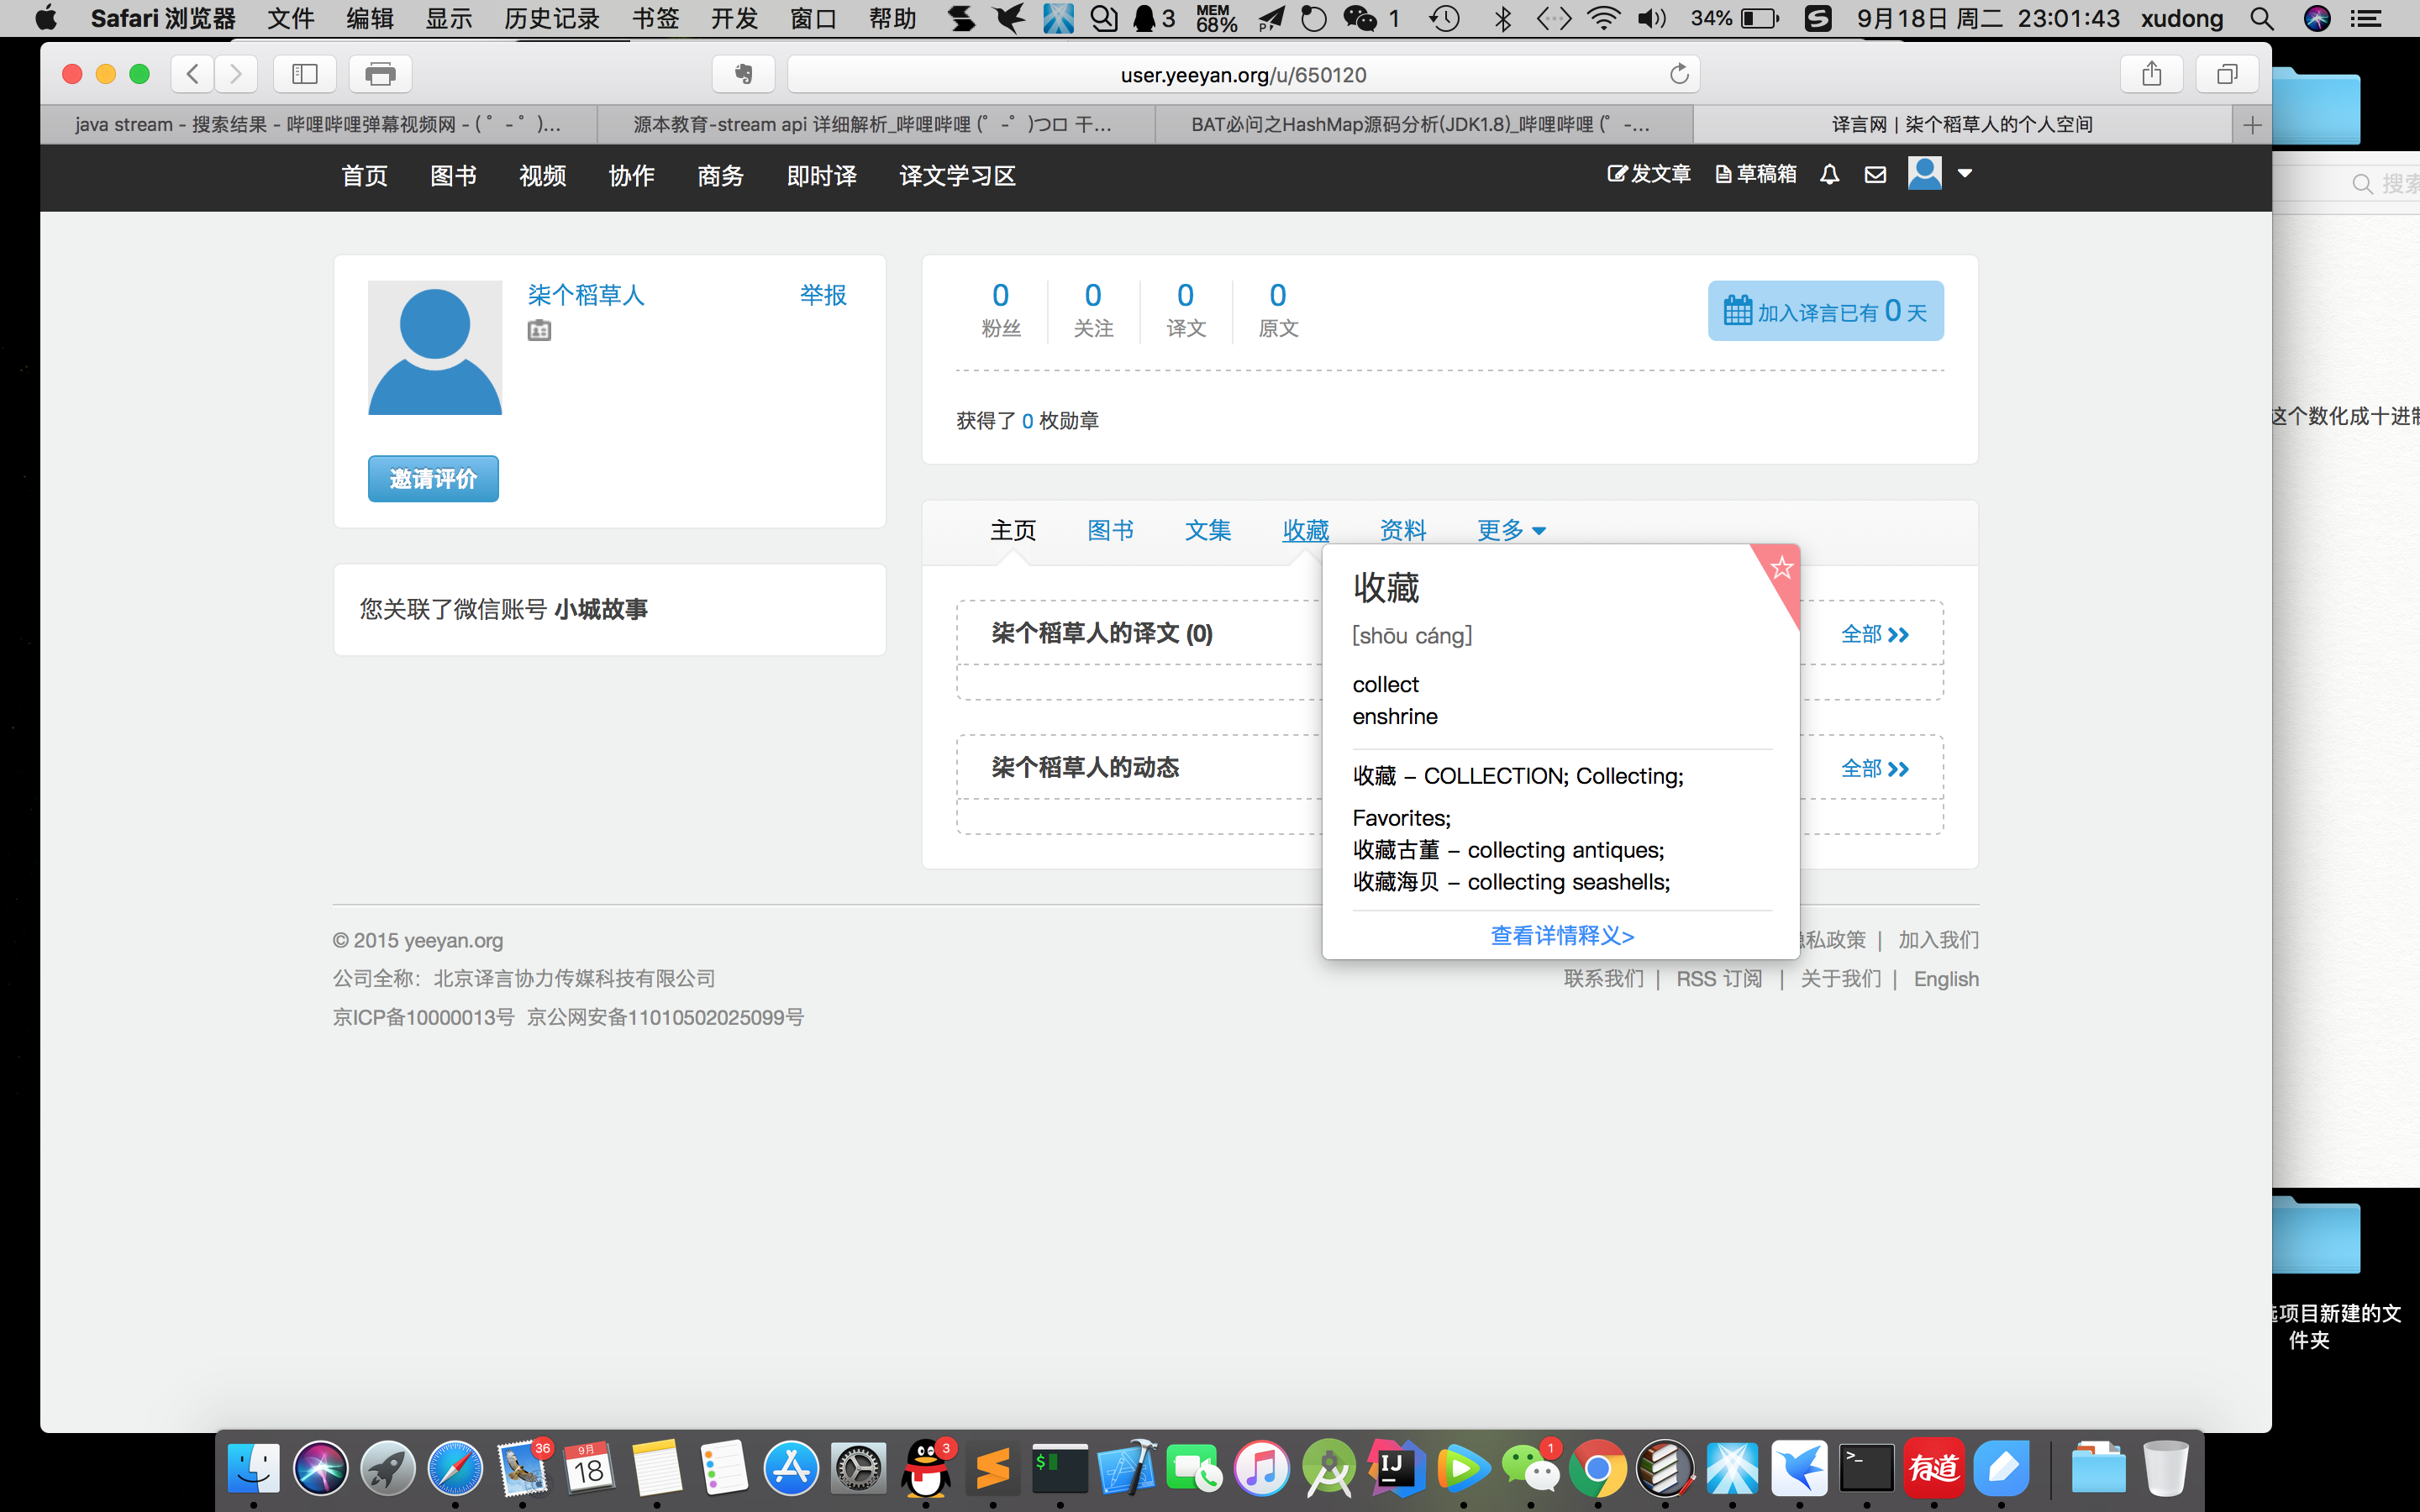 Safari 浏览器 文件 编辑 显示 历史记录 书签 开发 窗口 帮助 3 MEM 68% 1 34% 9月18日 周二 23:01:43 xudong
user.yeeyan.org/u/650120
java stream - 搜索结果 - 哔哩哔哩弹幕视频网 - ( ゜- ゜)... 源本教育-stream api 详细解析_哔哩哔哩 (゜-゜)つロ 干... BAT必问之HashMap源码分析(JDK1.8)_哔哩哔哩 (゜-... 译言网 | 柒个稻草人的个人空间
首页 图书 视频 协作 商务 即时译 译文学习区 发文章 草稿箱
搜索
柒个稻草人 举报
邀请评价
您关联了微信账号 小城故事
0 0 0 0
粉丝 关注 译文 原文
加入译言已有 0 天
获得了 0 枚勋章
主页 图书 文集 收藏 资料 更多
柒个稻草人的译文 (0) 全部
柒个稻草人的动态 全部
收藏
[shōu cáng]
collect
enshrine
收藏 – COLLECTION; Collecting;
Favorites;
收藏古董 – collecting antiques;
收藏海贝 – collecting seashells;
查看详情释义>
这个数化成十进制
© 2015 yeeyan.org 私政策 | 加入我们
公司全称：北京译言协力传媒科技有限公司 联系我们 | RSS 订阅 | 关于我们 | English
京ICP备10000013号 京公网安备11010502025099号
项目新建的文
件夹
36 9月 18 3 $ IJ 1 >_ 有道